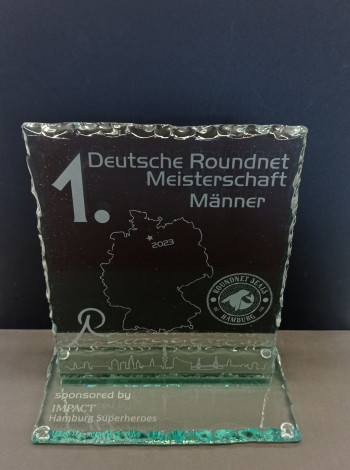 1.
Deutsche Roundnet
Meisterschaft
Männer
2023
ROUNDNET SEALS
HAMBURG
sponsored by
IMPACT
Hamburg Superheroes